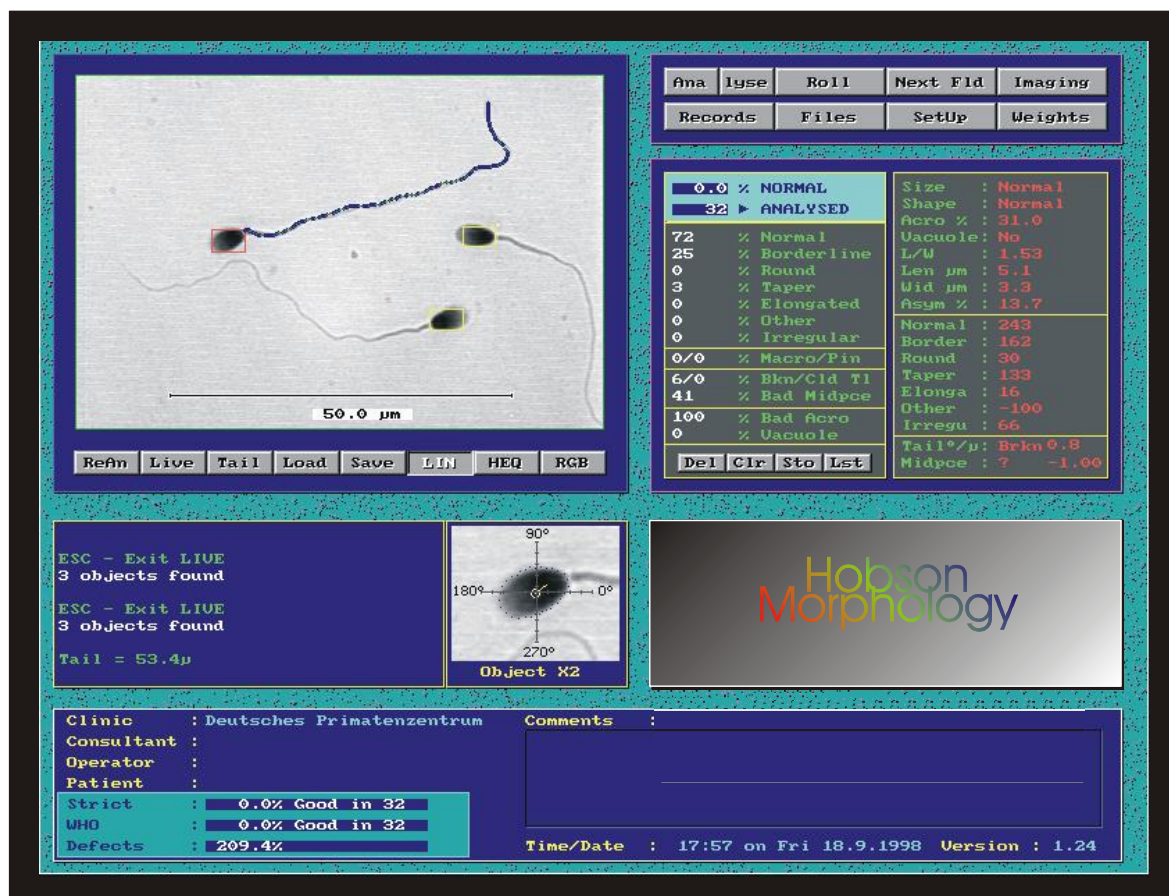 50.0 µm
ReAn Live Tail Load Save LIN HEQ RGB
Ana lyse Roll Next Fld Imaging
Records Files SetUp Weights
0.0 % NORMAL
32 ► ANALYSED
72 % Normal
25 % Borderline
0 % Round
3 % Taper
0 % Elongated
0 % Other
0 % Irregular
0/0 % Macro/Pin
6/0 % Bkn/Cld Tl
41 % Bad Midpce
100 % Bad Acro
0 % Vacuole
Del Clr Sto Lst
Size : Normal
Shape : Normal
Acro % : 31.0
Vacuole: No
L/W : 1.53
Len µm : 5.1
Wid µm : 3.3
Asym % : 13.7
Normal : 243
Border : 162
Round : 30
Taper : 133
Elonga : 16
Other : -100
Irregu : 66
Tailº/µ: Brkn 0.8
Midpce : ? -1.00
ESC - Exit LIVE
3 objects found
ESC - Exit LIVE
3 objects found
Tail = 53.4µ
90º
180º 0º
270º
Object X2
Hobson
Morphology
Clinic : Deutsches Primatenzentrum
Consultant :
Operator :
Patient :
Strict : 0.0% Good in 32
WHO : 0.0% Good in 32
Defects : 209.4%
Comments :
Time/Date : 17:57 on Fri 18.9.1998 Version : 1.24